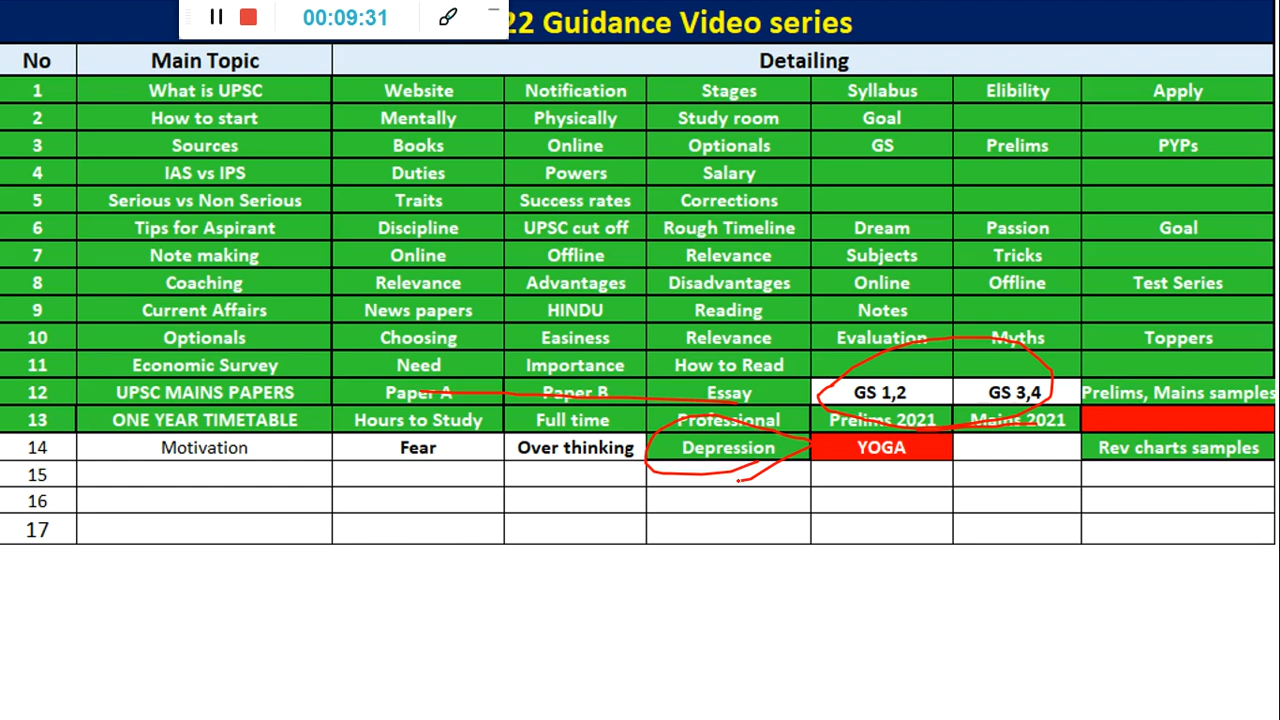 00:09:31
22 Guidance Video series
No Main Topic Detailing
1 What is UPSC Website Notification Stages Syllabus Elibility Apply
2 How to start Mentally Physically Study room Goal
3 Sources Books Online Optionals GS Prelims PYPs
4 IAS vs IPS Duties Powers Salary
5 Serious vs Non Serious Traits Success rates Corrections
6 Tips for Aspirant Discipline UPSC cut off Rough Timeline Dream Passion Goal
7 Note making Online Offline Relevance Subjects Tricks
8 Coaching Relevance Advantages Disadvantages Online Offline Test Series
9 Current Affairs News papers HINDU Reading Notes
10 Optionals Choosing Easiness Relevance Evaluation Myths Toppers
11 Economic Survey Need Importance How to Read
12 UPSC MAINS PAPERS Paper A Paper B Essay GS 1,2 GS 3,4 Prelims, Mains samples
13 ONE YEAR TIMETABLE Hours to Study Full time Professional Prelims 2021 Mains 2021
14 Motivation Fear Over thinking Depression YOGA Rev charts samples
15
16
17